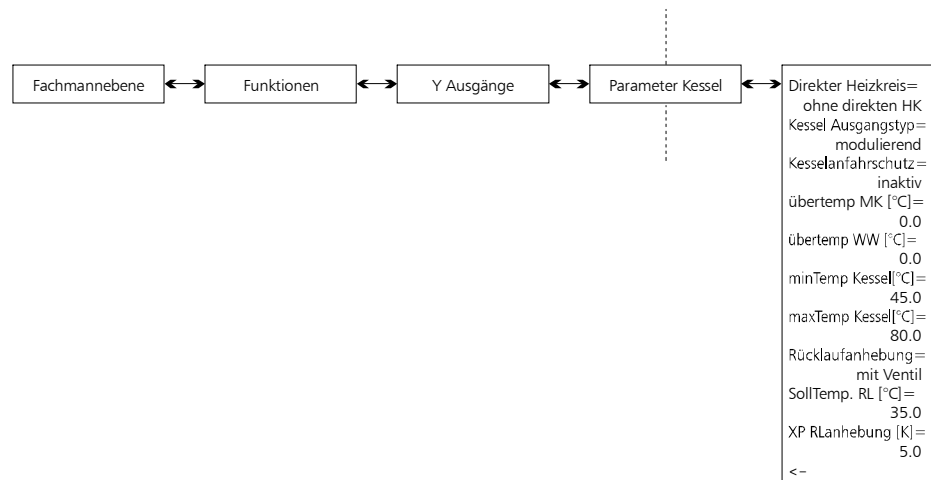 Fachmannebene
Funktionen
Y Ausgänge
Parameter Kessel
Direkter Heizkreis=
ohne direkten HK
Kessel Ausgangstyp=
modulierend
Kesselanfahrschutz=
inaktiv
übertemp MK [°C]=
0.0
übertemp WW [°C]=
0.0
minTemp Kessel[°C]=
45.0
maxTemp Kessel[°C]=
80.0
Rücklaufanhebung=
mit Ventil
SollTemp. RL [°C]=
35.0
XP RLanhebung [K]=
5.0
<-